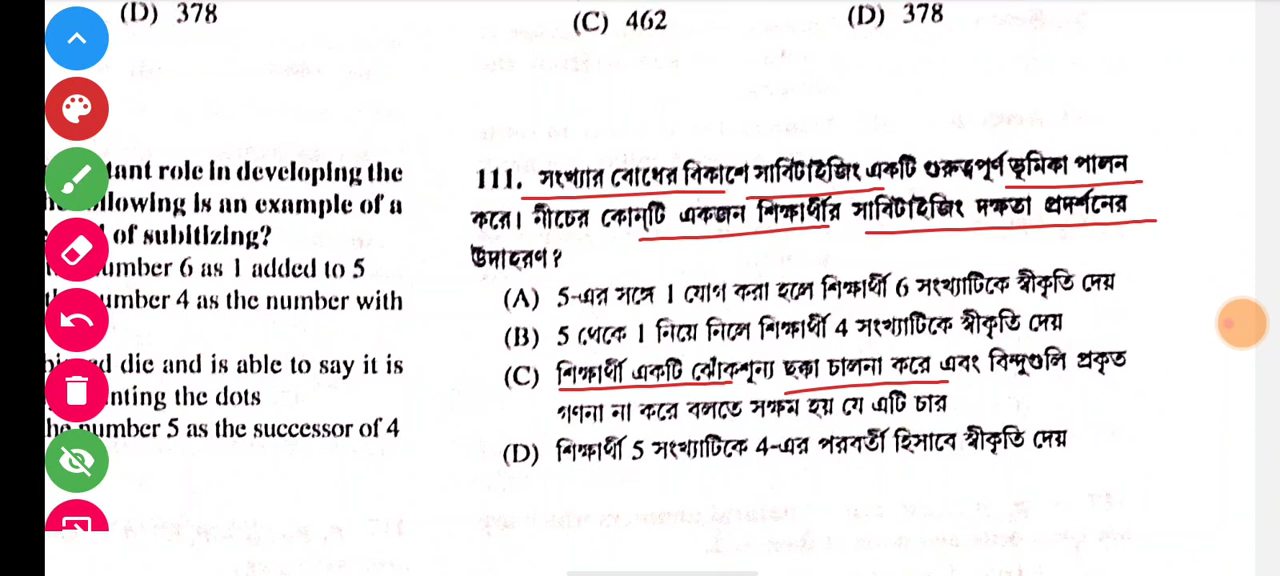 (D) 378
(C) 462
(D) 378
tant role in developing the
llowing is an example of a
of subitizing?
umber 6 as 1 added to 5
umber 4 as the number with
d die and is able to say it is
nting the dots
number 5 as the successor of 4
111. সংখ্যার বোধের বিকাশে সাবিটাইজিং একটি গুরুত্বপূর্ণ ভূমিকা পালন
করে। নীচের কোন্‌টি একজন শিক্ষার্থীর সাবিটাইজিং দক্ষতা প্রদর্শনের
উদাহরণ?
(A) 5-এর সঙ্গে 1 যোগ করা হলে শিক্ষার্থী 6 সংখ্যাটিকে স্বীকৃতি দেয়
(B) 5 থেকে 1 নিয়ে নিলে শিক্ষার্থী 4 সংখ্যাটিকে স্বীকৃতি দেয়
(C) শিক্ষার্থী একটি ঝোঁকশূন্য ছক্কা চালনা করে এবং বিন্দুগুলি প্রকৃত
গণনা না করে বলতে সক্ষম হয় যে এটি চার
(D) শিক্ষার্থী 5 সংখ্যাটিকে 4-এর পরবর্তী হিসাবে স্বীকৃতি দেয়